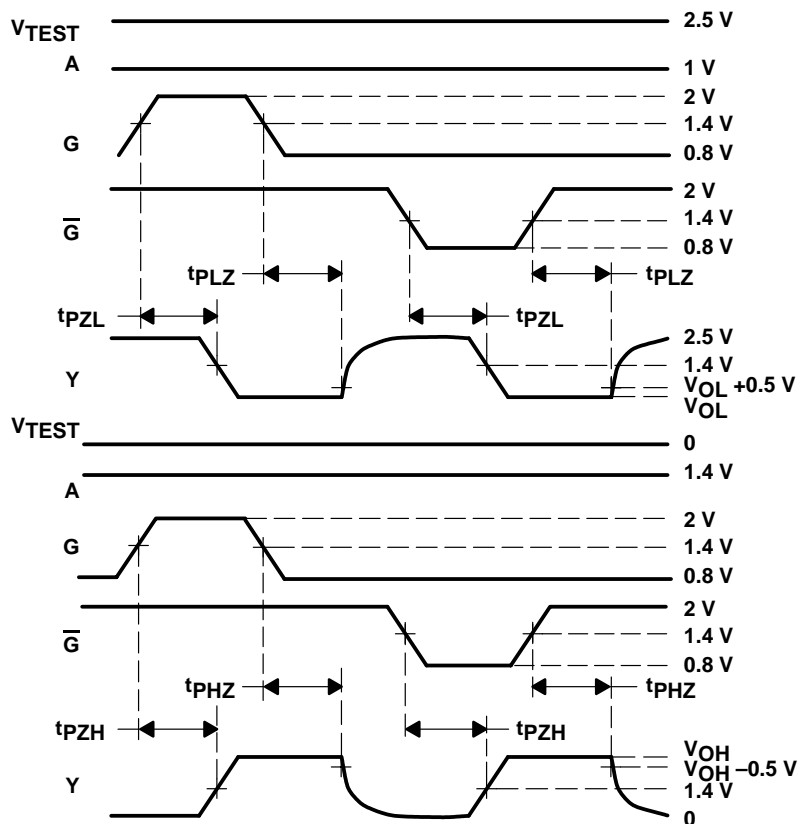 VTEST 2.5 V
A 1 V
2 V
G 1.4 V
0.8 V
G̅ 2 V
1.4 V
0.8 V
tPLZ tPLZ
tPZL tPZL
2.5 V
Y 1.4 V
VOL +0.5 V
VOL
VTEST 0
A 1.4 V
2 V
G 1.4 V
0.8 V
G̅ 2 V
1.4 V
0.8 V
tPHZ tPHZ
tPZH tPZH
VOH
VOH –0.5 V
Y 1.4 V
0